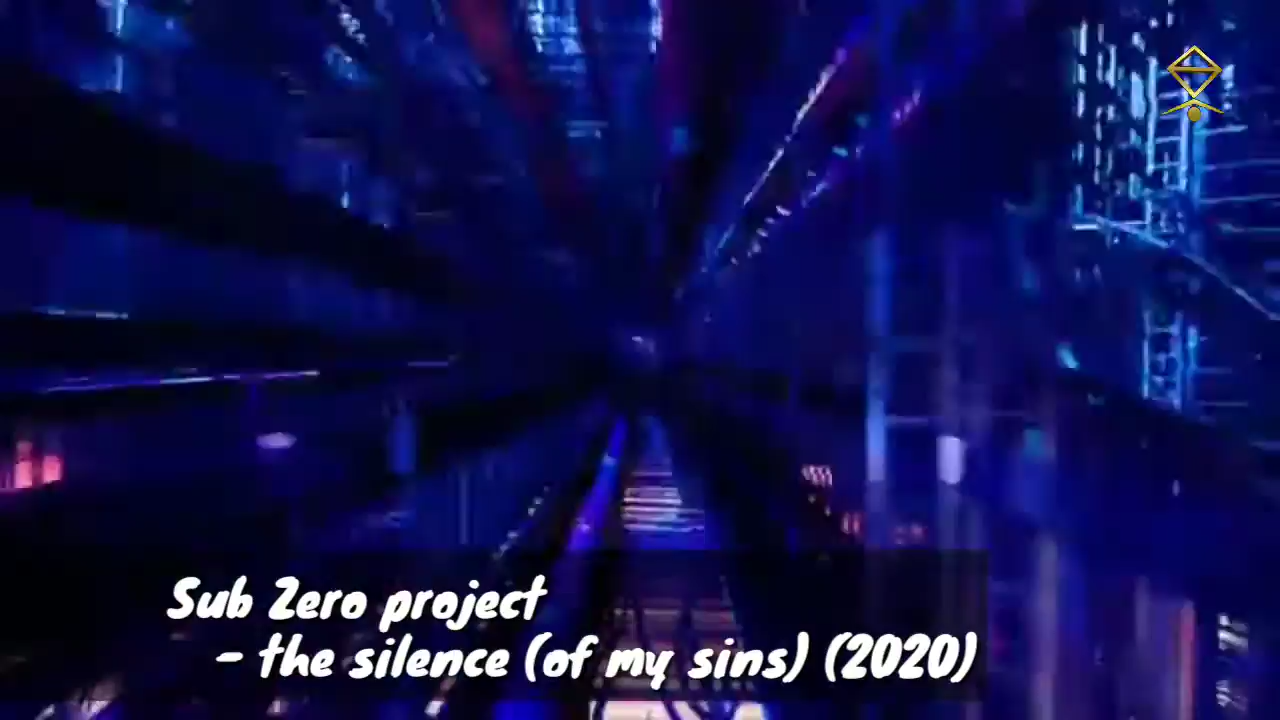 Sub Zero project
- the silence (of my sins) (2020)